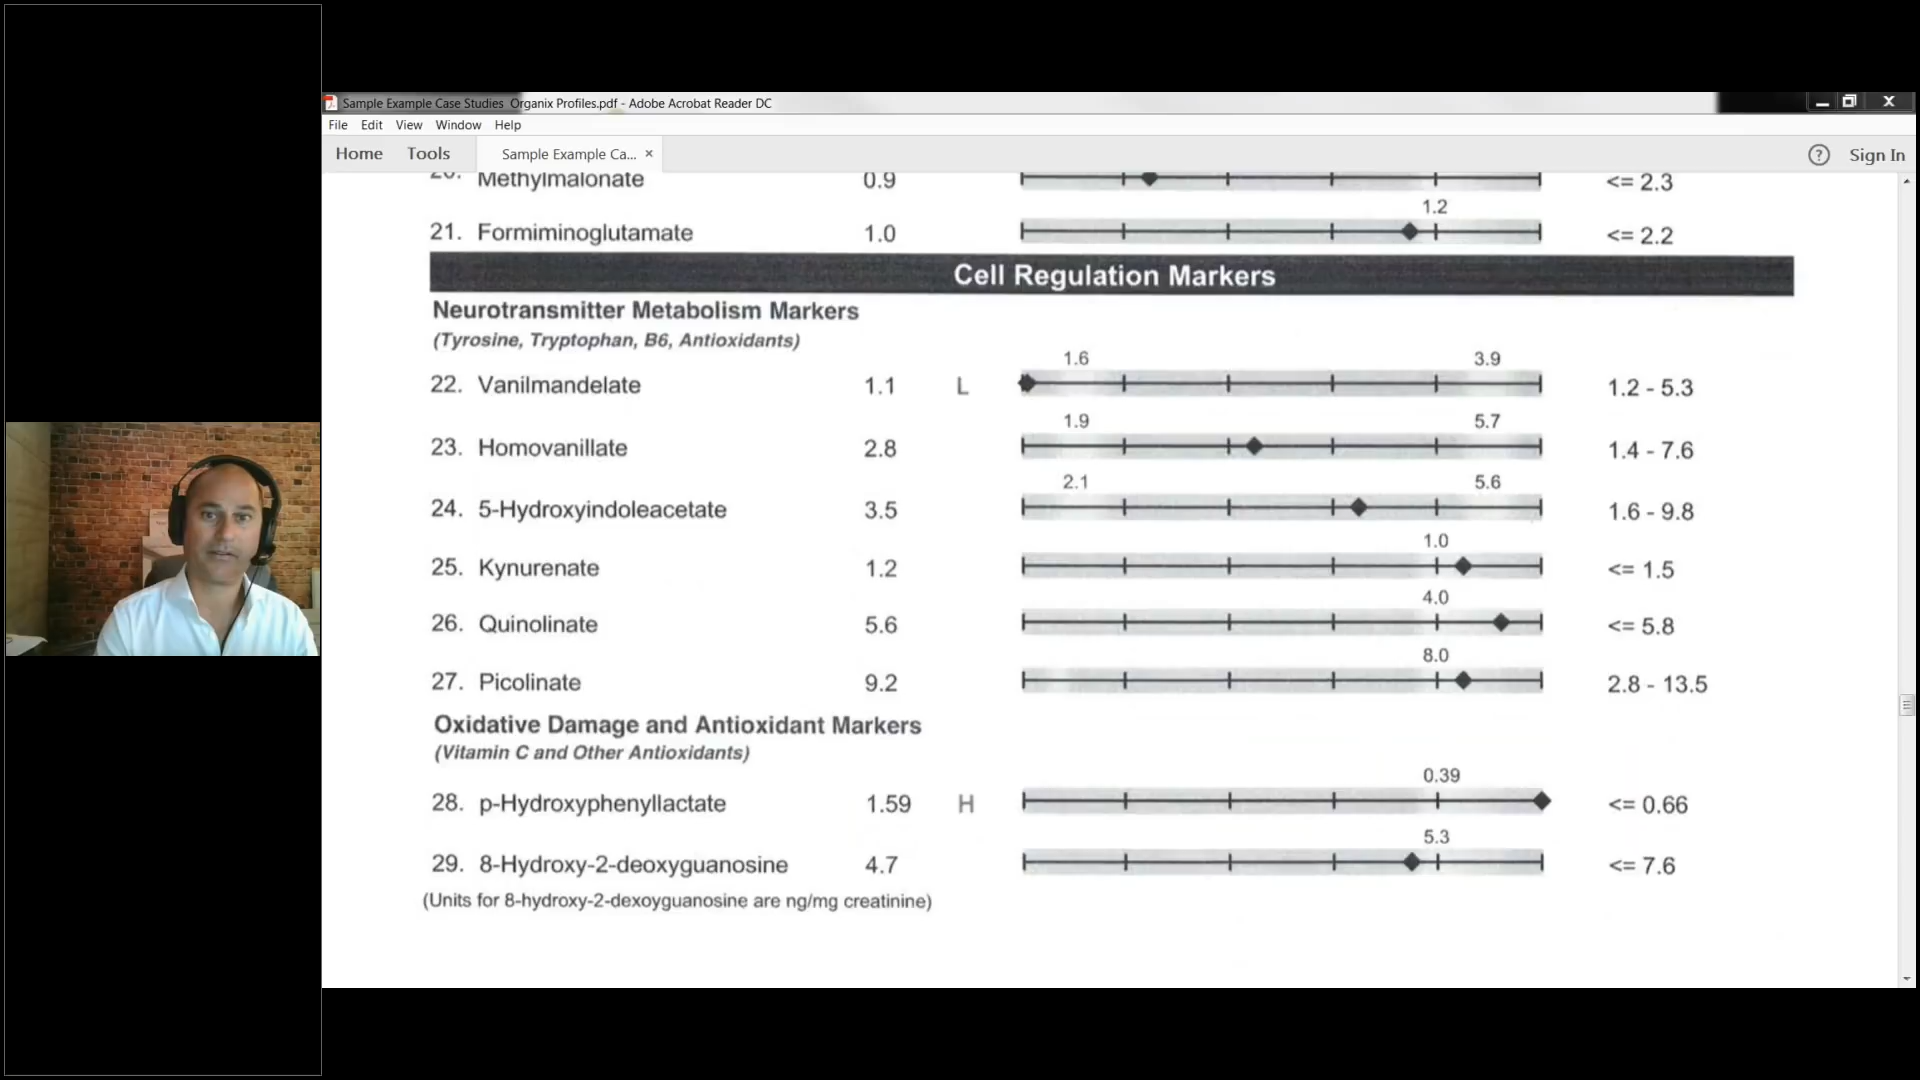 Sample Example Case Studies Organix Profiles.pdf - Adobe Acrobat Reader DC
File Edit View Window Help
Home Tools Sample Example Ca... × ? Sign In
20. Methylmalonate 0.9 <= 2.3
1.2
21. Formiminoglutamate 1.0 <= 2.2
Cell Regulation Markers
Neurotransmitter Metabolism Markers
(Tyrosine, Tryptophan, B6, Antioxidants)
1.6 3.9
22. Vanilmandelate 1.1 L 1.2 - 5.3
1.9 5.7
23. Homovanillate 2.8 1.4 - 7.6
2.1 5.6
24. 5-Hydroxyindoleacetate 3.5 1.6 - 9.8
1.0
25. Kynurenate 1.2 <= 1.5
4.0
26. Quinolinate 5.6 <= 5.8
8.0
27. Picolinate 9.2 2.8 - 13.5
Oxidative Damage and Antioxidant Markers
(Vitamin C and Other Antioxidants)
0.39
28. p-Hydroxyphenyllactate 1.59 H <= 0.66
5.3
29. 8-Hydroxy-2-deoxyguanosine 4.7 <= 7.6
(Units for 8-hydroxy-2-dexoyguanosine are ng/mg creatinine)